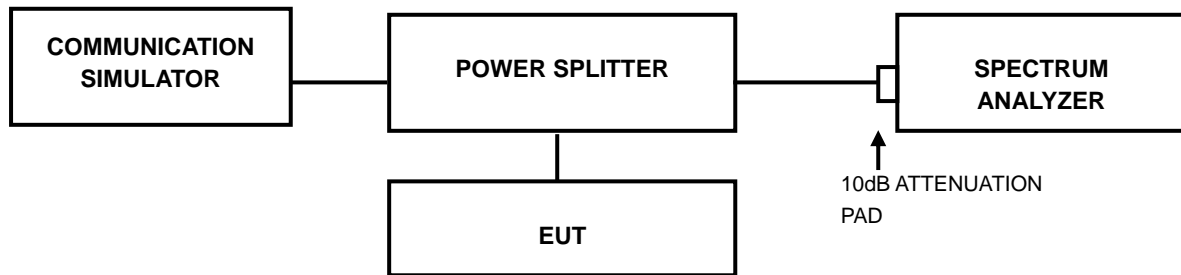 COMMUNICATION
SIMULATOR
POWER SPLITTER
SPECTRUM
ANALYZER
10dB ATTENUATION
PAD
EUT